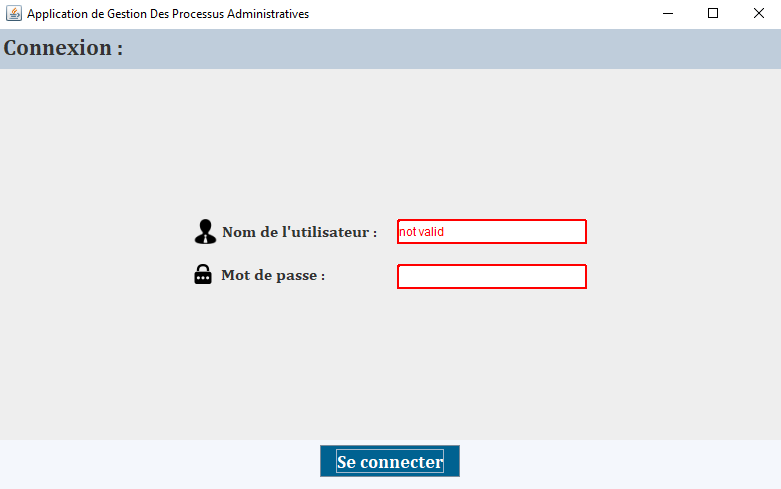 Application de Gestion Des Processus Administratives
Connexion :
Nom de l'utilisateur :
not valid
Mot de passe :
Se connecter